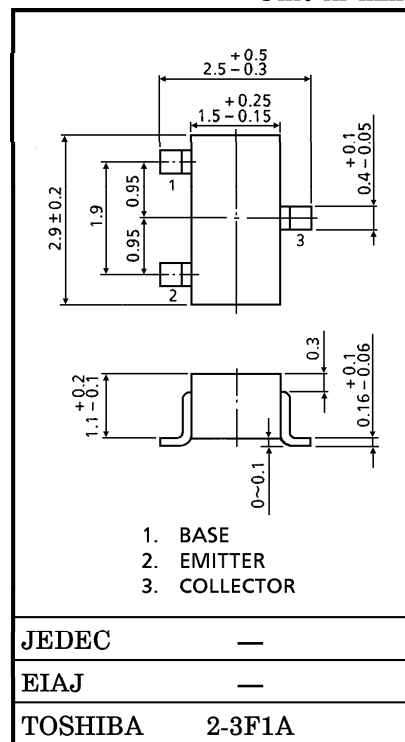 +0.5
2.5 – 0.3
+0.25
1.5 – 0.15
2.9 ± 0.2
1.9
0.95
0.95
1
2
3
+0.1
0.4 – 0.05
+0.2
1.1 – 0.1
0.3
+0.1
0.16 – 0.06
0~0.1
1. BASE
2. EMITTER
3. COLLECTOR
JEDEC —
EIAJ —
TOSHIBA 2-3F1A